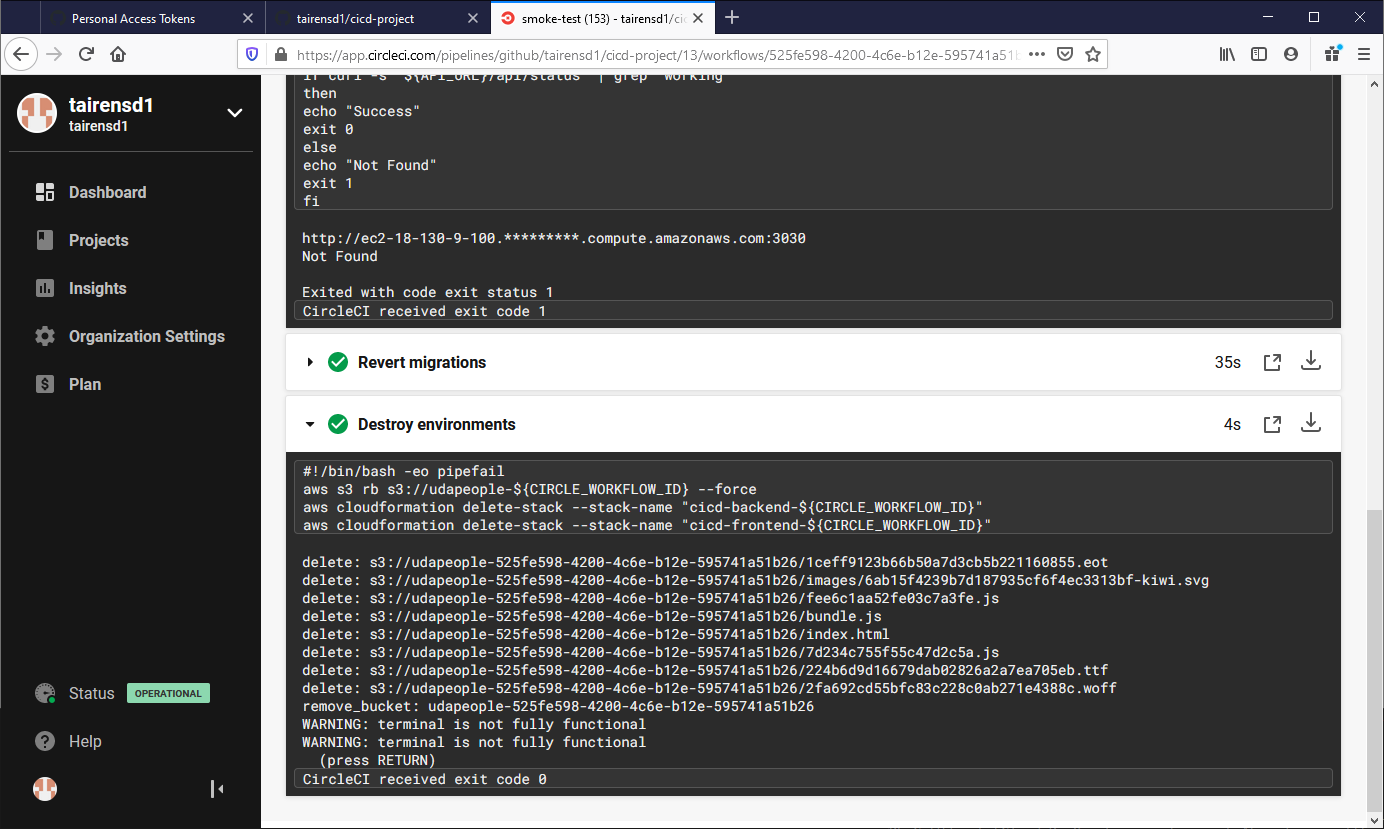 Personal Access Tokens
tairensd1/cicd-project
smoke-test (153) - tairensd1/cic
https://app.circleci.com/pipelines/github/tairensd1/cicd-project/13/workflows/525fe598-4200-4c6e-b12e-595741a51b
tairensd1
tairensd1
Dashboard
Projects
Insights
Organization Settings
Plan
Status OPERATIONAL
Help
if curl -s "${API_URL}/api/status" | grep "working"
then
echo "Success"
exit 0
else
echo "Not Found"
exit 1
fi
http://ec2-18-130-9-100.*********.compute.amazonaws.com:3030
Not Found
Exited with code exit status 1
CircleCI received exit code 1
Revert migrations 35s
Destroy environments 4s
#!/bin/bash -eo pipefail
aws s3 rb s3://udapeople-${CIRCLE_WORKFLOW_ID} --force
aws cloudformation delete-stack --stack-name "cicd-backend-${CIRCLE_WORKFLOW_ID}"
aws cloudformation delete-stack --stack-name "cicd-frontend-${CIRCLE_WORKFLOW_ID}"
delete: s3://udapeople-525fe598-4200-4c6e-b12e-595741a51b26/1ceff9123b66b50a7d3cb5b221160855.eot
delete: s3://udapeople-525fe598-4200-4c6e-b12e-595741a51b26/images/6ab15f4239b7d187935cf6f4ec3313bf-kiwi.svg
delete: s3://udapeople-525fe598-4200-4c6e-b12e-595741a51b26/fee6c1aa52fe03c7a3fe.js
delete: s3://udapeople-525fe598-4200-4c6e-b12e-595741a51b26/bundle.js
delete: s3://udapeople-525fe598-4200-4c6e-b12e-595741a51b26/index.html
delete: s3://udapeople-525fe598-4200-4c6e-b12e-595741a51b26/7d234c755f55c47d2c5a.js
delete: s3://udapeople-525fe598-4200-4c6e-b12e-595741a51b26/224b6d9d16679dab02826a2a7ea705eb.ttf
delete: s3://udapeople-525fe598-4200-4c6e-b12e-595741a51b26/2fa692cd55bfc83c228c0ab271e4388c.woff
remove_bucket: udapeople-525fe598-4200-4c6e-b12e-595741a51b26
WARNING: terminal is not fully functional
WARNING: terminal is not fully functional
(press RETURN)
CircleCI received exit code 0